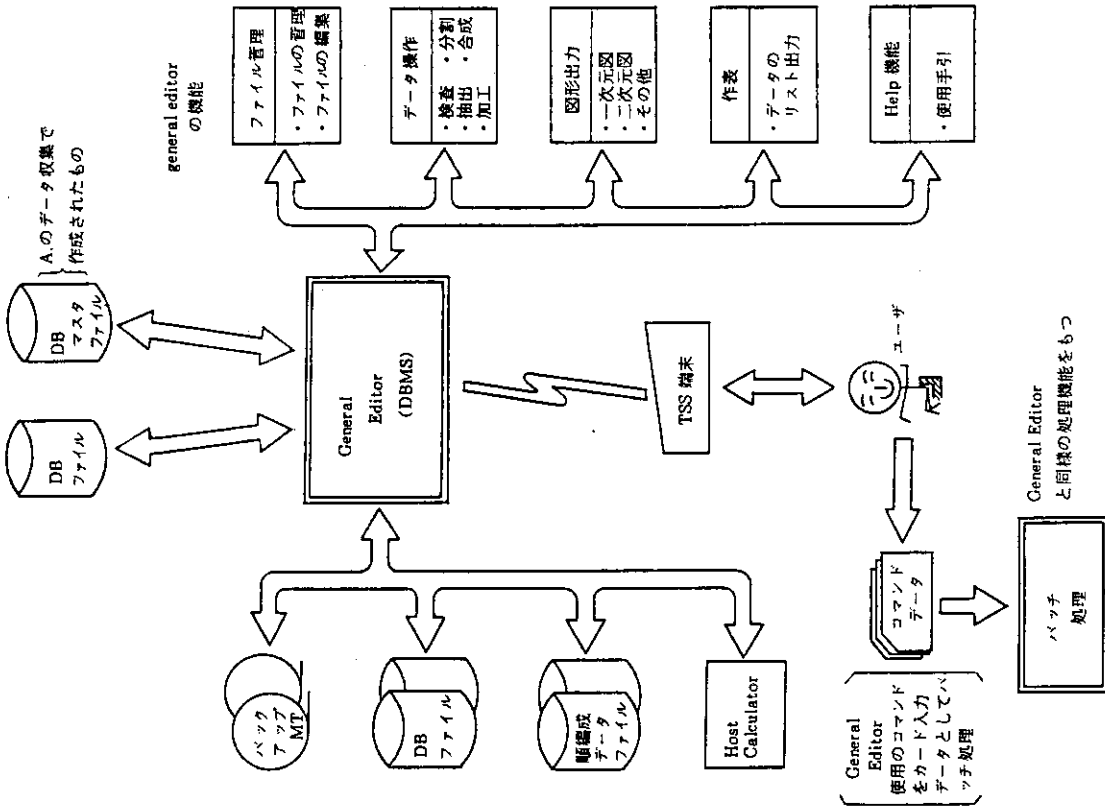 DB
ファイル
DB
マスタ
ファイル
A.のデータ収集で
作成されたもの
general editor
の機能
ファイル管理
・ファイルの管理
・ファイルの編集
データ操作
・検査 ・分割
・抽出 ・合成
・加工
図形出力
・一次元図
・二次元図
・その他
作表
・データの
リスト出力
Help 機能
・使用手引
General
Editor
(DBMS)
バック
アップ
MT
DB
ファイル
順編成
データ
ファイル
Host
Calculator
TSS 端末
ユーザ
コマンド
データ
General
Editor
使用のコマンド
をカード入力
データとしてバ
ッチ処理
General Editor
と同様の処理機能をもつ
バッチ
処理